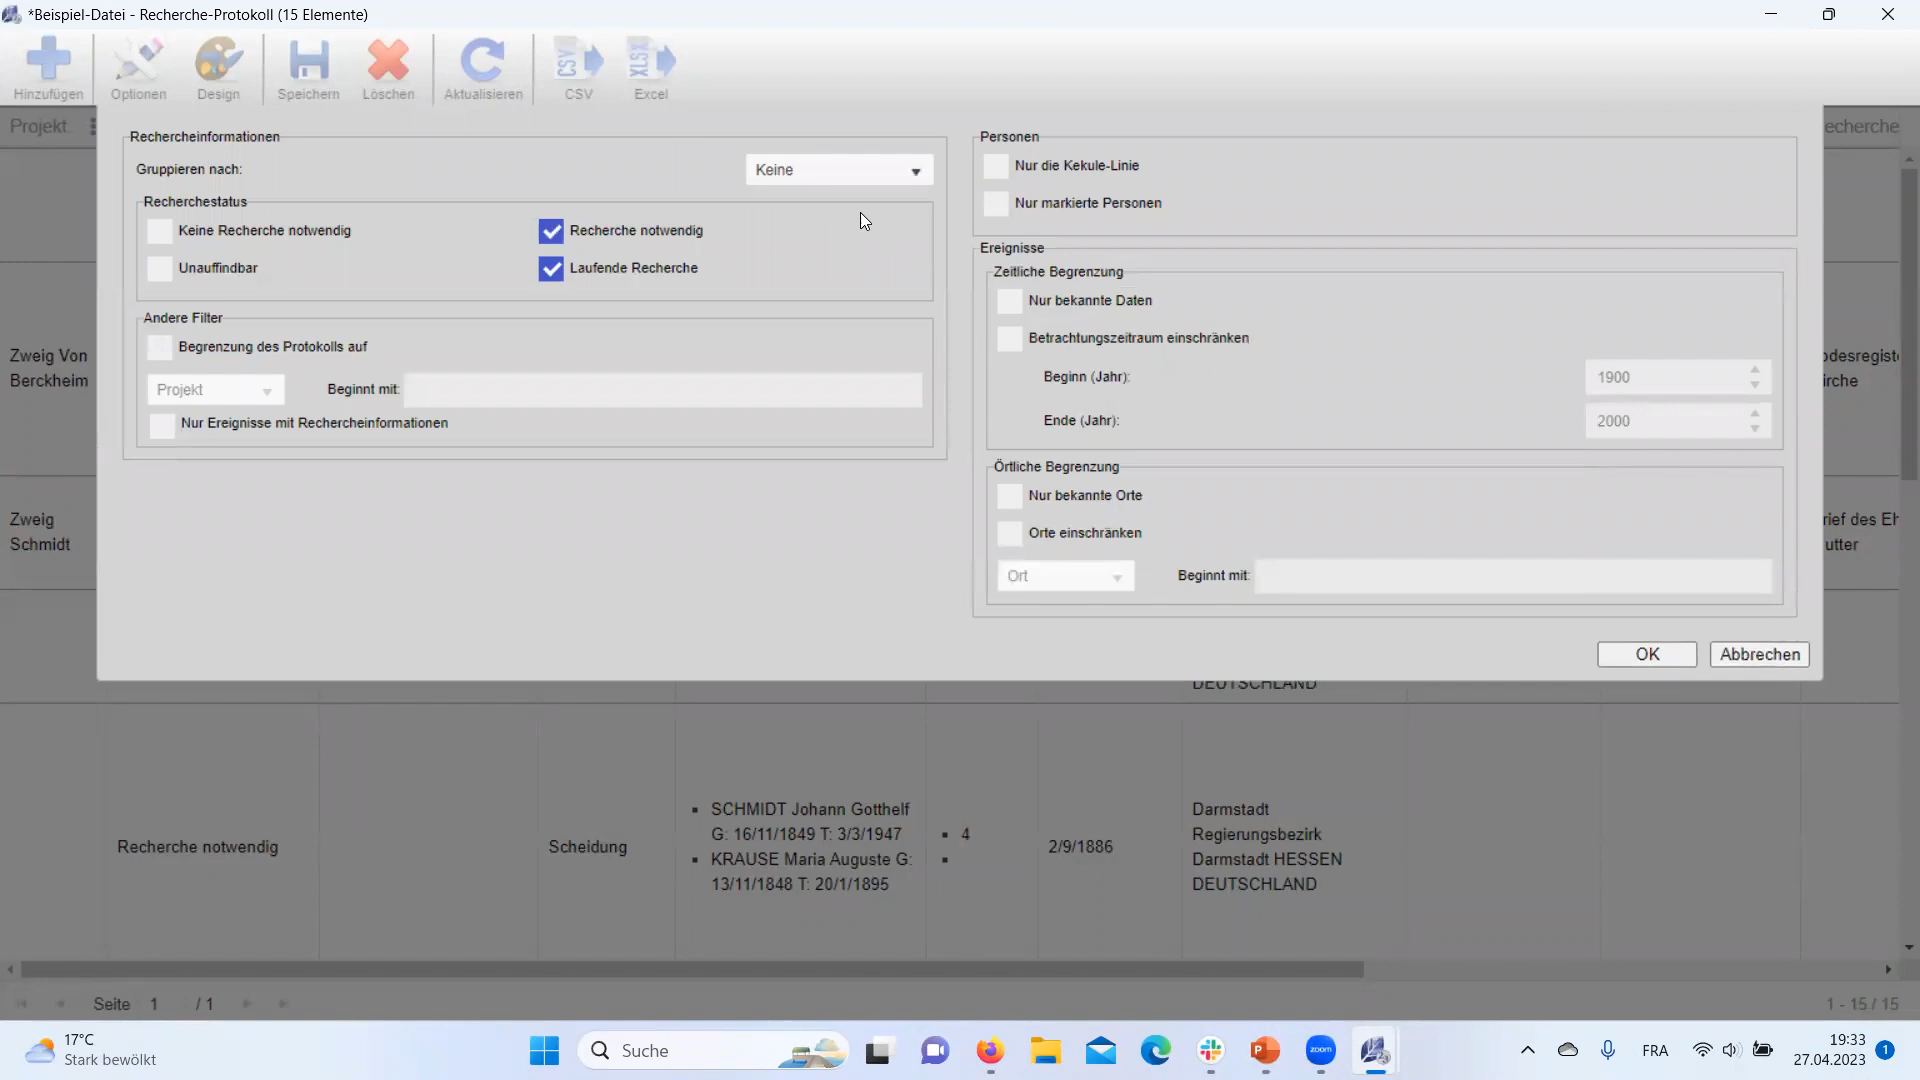 *Beispiel-Datei - Recherche-Protokoll (15 Elemente)
Hinzufügen
Optionen
Design
Speichern
Löschen
Aktualisieren
CSV
CSV
XLSX
Excel
Projekt
Rechercheinformationen
Gruppieren nach:
Keine
Recherchestatus
Keine Recherche notwendig
Recherche notwendig
Unauffindbar
Laufende Recherche
Andere Filter
Begrenzung des Protokolls auf
Projekt
Beginnt mit:
Nur Ereignisse mit Rechercheinformationen
Personen
Nur die Kekule-Linie
Nur markierte Personen
Ereignisse
Zeitliche Begrenzung
Nur bekannte Daten
Betrachtungszeitraum einschränken
Beginn (Jahr):
1900
Ende (Jahr):
2000
Örtliche Begrenzung
Nur bekannte Orte
Orte einschränken
Ort
Beginnt mit:
OK
Abbrechen
echerche
Zweig Von
Berckheim
odesregiste
irche
Zweig
Schmidt
rief des Eh
utter
DEUTSCHLAND
Recherche notwendig
Scheidung
▪ SCHMIDT Johann Gotthelf
G: 16/11/1849 T: 3/3/1947
▪ KRAUSE Maria Auguste G:
13/11/1848 T: 20/1/1895
▪ 4
▪
2/9/1886
Darmstadt
Regierungsbezirk
Darmstadt HESSEN
DEUTSCHLAND
Seite 1 / 1
1 - 15 / 15
17°C
Stark bewölkt
Suche
zoom
FRA
19:33
27.04.2023
1